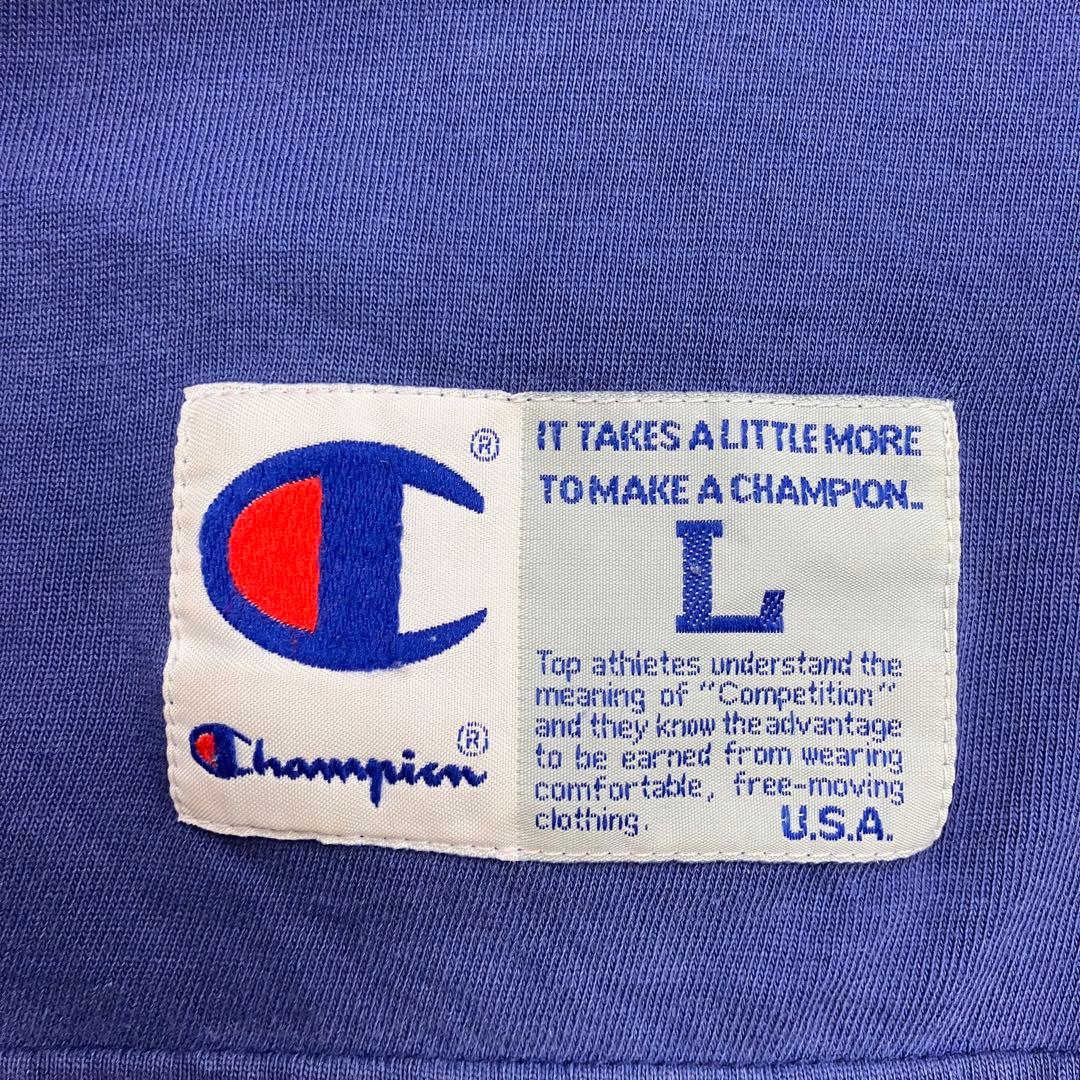 ®
Champion®
IT TAKES A LITTLE MORE
TO MAKE A CHAMPION...
L
Top athletes understand the
meaning of "Competition"
and they know the advantage
to be earned from wearing
comfortable, free-moving
clothing.
U.S.A.